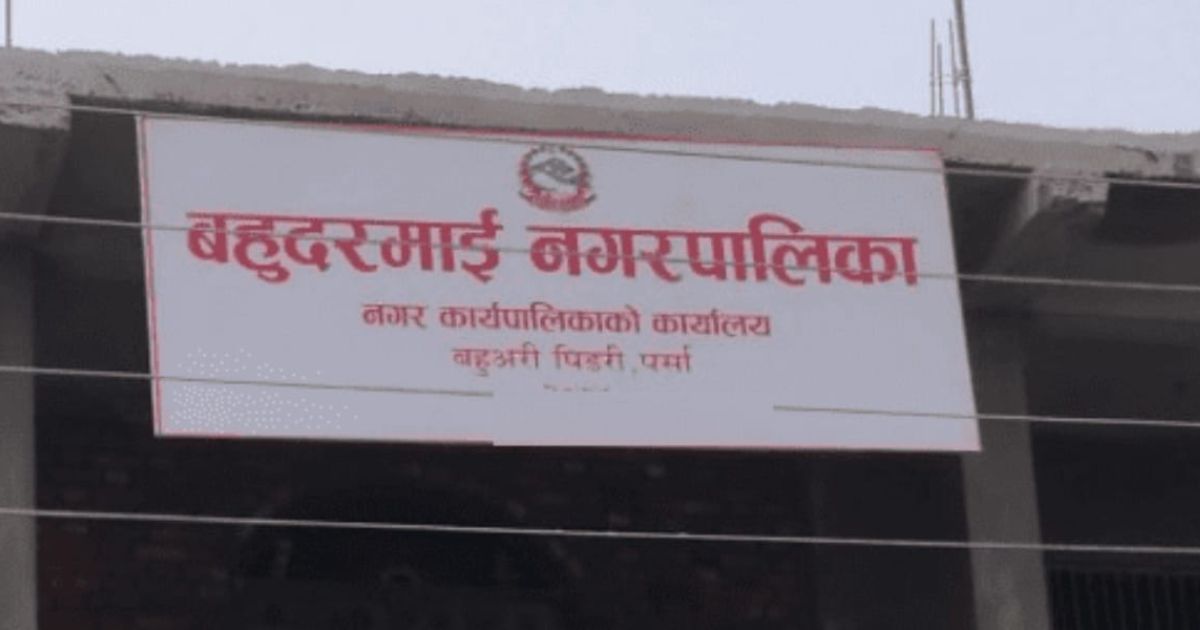 बहुदरमाई नगरपालिका
नगर कार्यपालिकाको कार्यालय
बहुअरी पिडरी ,पर्सा